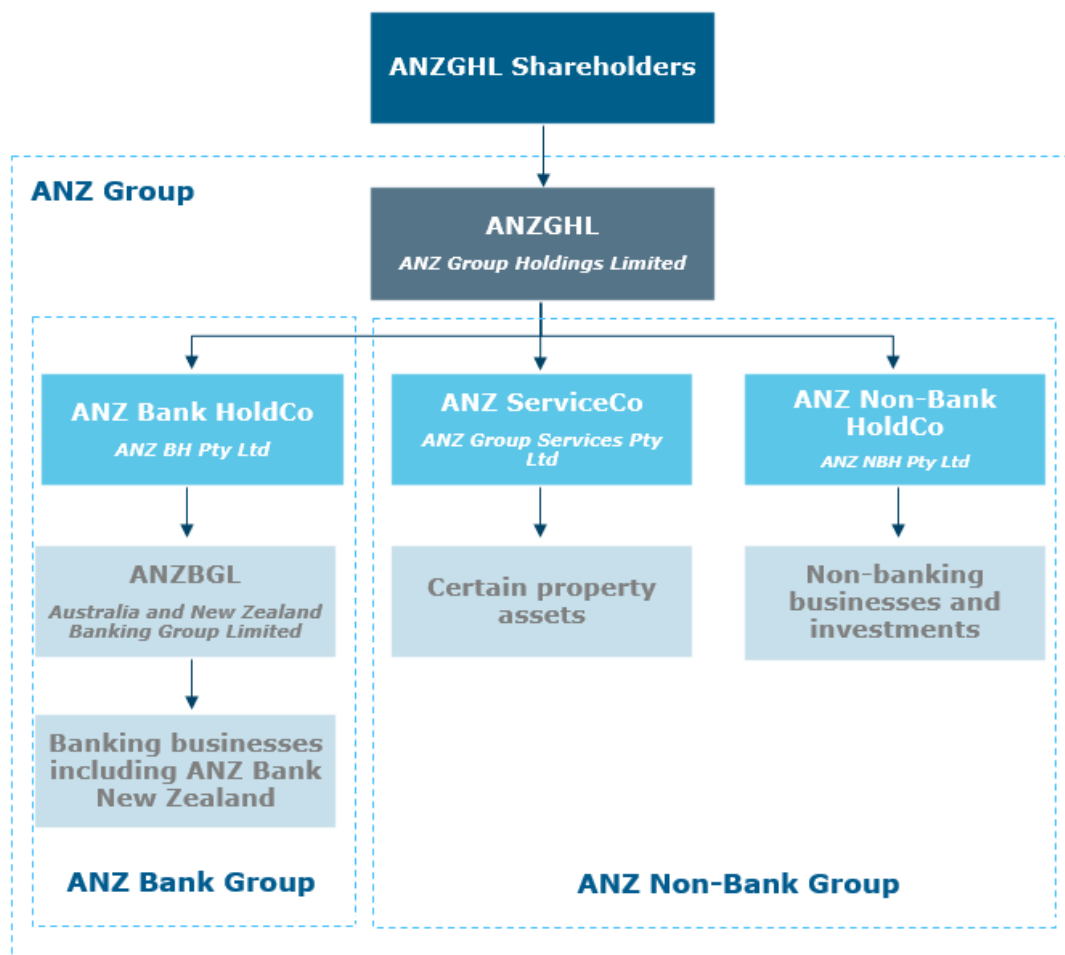 ANZGHL Shareholders
ANZ Group
ANZGHL
ANZ Group Holdings Limited
ANZ Bank HoldCo
ANZ BH Pty Ltd
ANZ ServiceCo
ANZ Group Services Pty
Ltd
ANZ Non-Bank
HoldCo
ANZ NBH Pty Ltd
ANZBGL
Australia and New Zealand
Banking Group Limited
Certain property
assets
Non-banking
businesses and
investments
Banking businesses
including ANZ Bank
New Zealand
ANZ Bank Group
ANZ Non-Bank Group